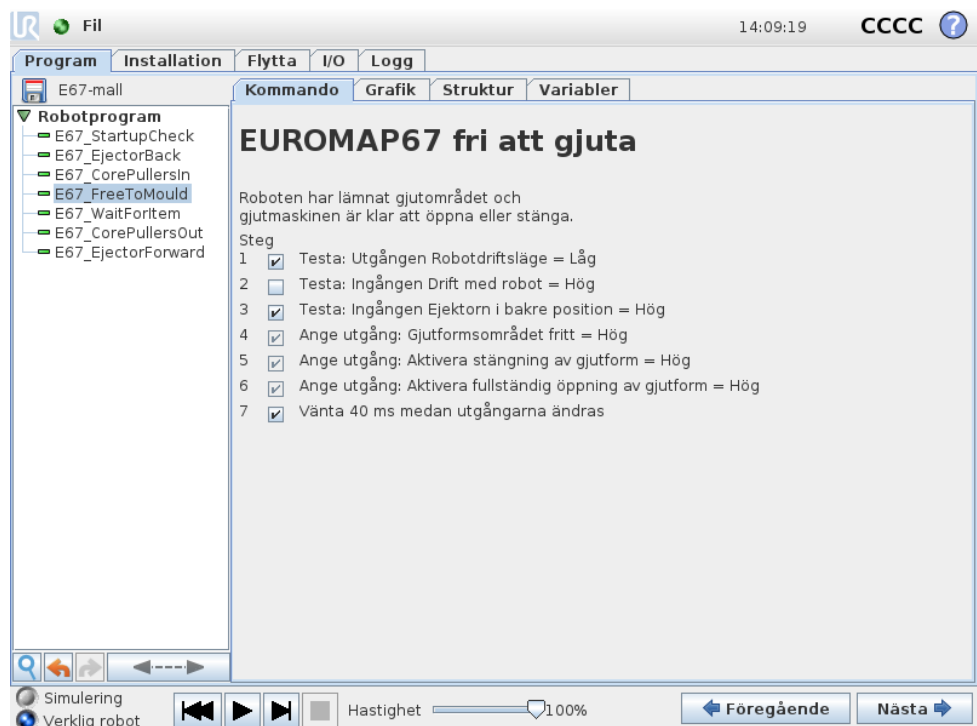 UR Fil 14:09:19 CCCC ?
Program Installation Flytta I/O Logg
E67-mall
Kommando Grafik Struktur Variabler
Robotprogram
E67_StartupCheck
E67_EjectorBack
E67_CorePullersIn
E67_FreeToMould
E67_WaitForItem
E67_CorePullersOut
E67_EjectorForward
EUROMAP67 fri att gjuta
Roboten har lämnat gjutområdet och
gjutmaskinen är klar att öppna eller stänga.
Steg
1 Testa: Utgången Robotdriftsläge = Låg
2 Testa: Ingången Drift med robot = Hög
3 Testa: Ingången Ejektorn i bakre position = Hög
4 Ange utgång: Gjutformsområdet fritt = Hög
5 Ange utgång: Aktivera stängning av gjutform = Hög
6 Ange utgång: Aktivera fullständig öppning av gjutform = Hög
7 Vänta 40 ms medan utgångarna ändras
Simulering
Verklig robot
Hastighet 100%
Föregående Nästa